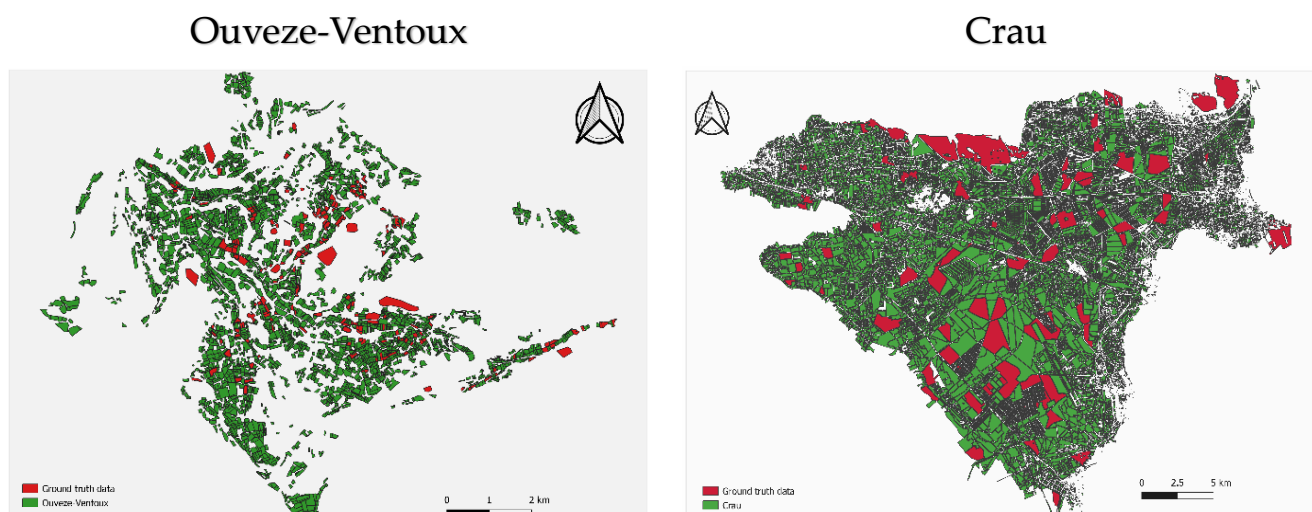 Ouveze-Ventoux
Crau
Ground truth data
Ouveze-Ventoux
0 1 2 km
Ground truth data
Crau
0 2.5 5 km